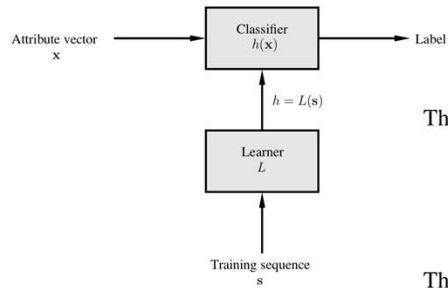 Classifier
h(x)
Attribute vector
x
Label
h = L(s)
Th
Learner
L
Training sequence
s
Th